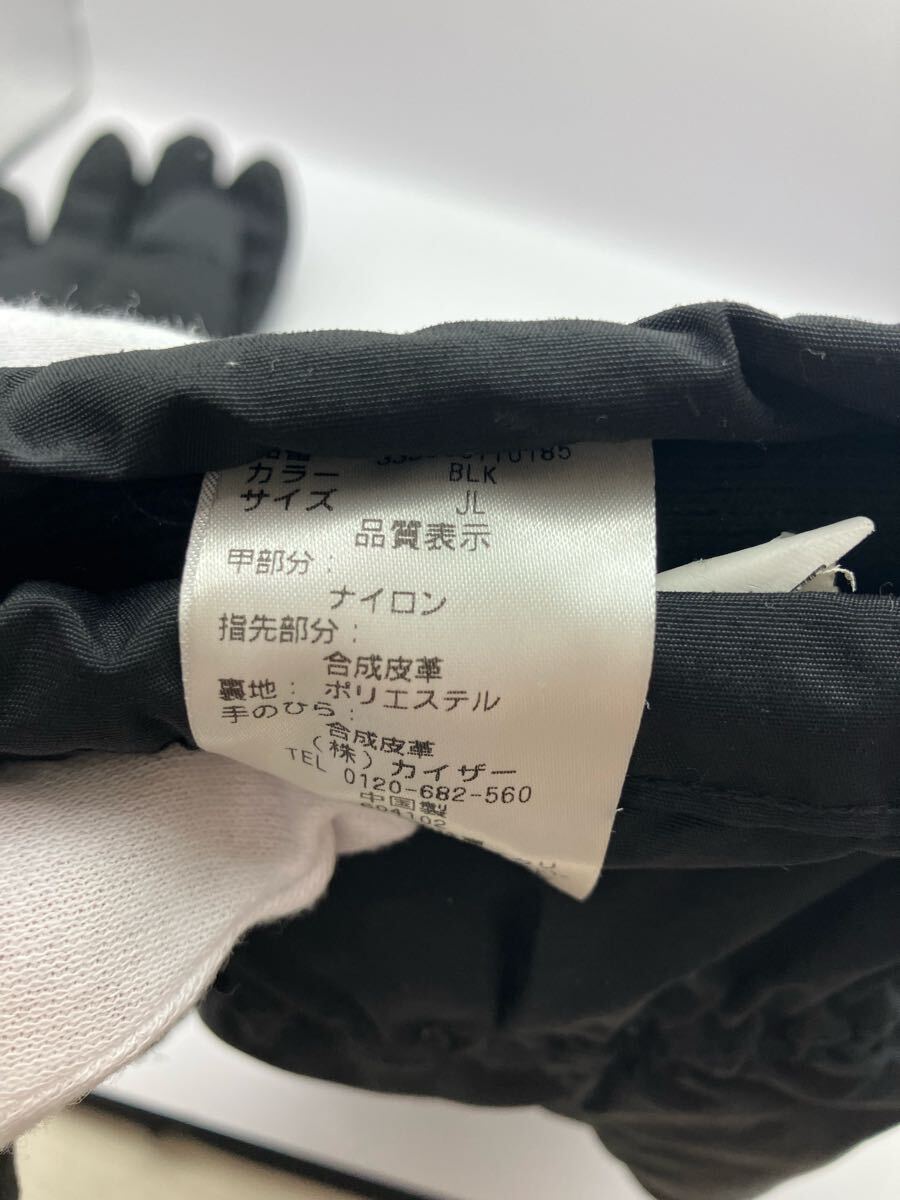 カラー BLK
サイズ JL
品質表示
甲部分:
ナイロン
指先部分:
合成皮革
裏地: ポリエステル
手のひら:
合成皮革
(株) カイザー
TEL 0120-682-560
中国製